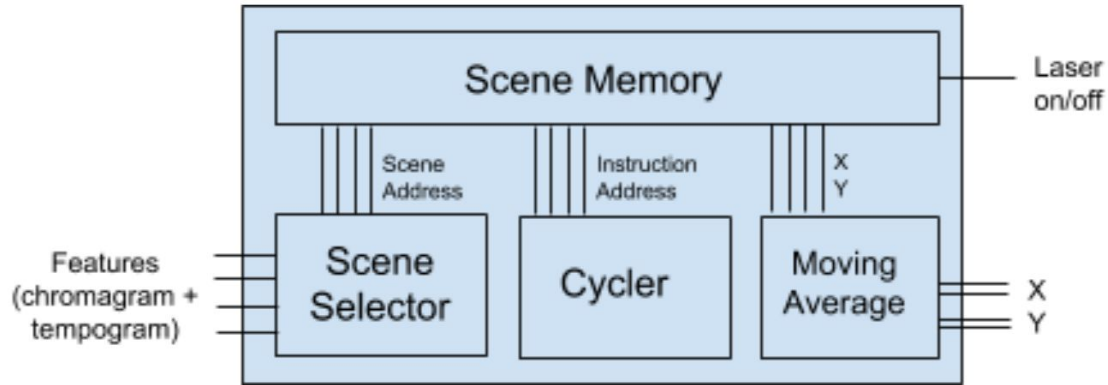 Scene Memory
Laser
on/off
Scene
Address
Instruction
Address
X
Y
Features
(chromagram +
tempogram)
Scene
Selector
Cycler
Moving
Average
X
Y